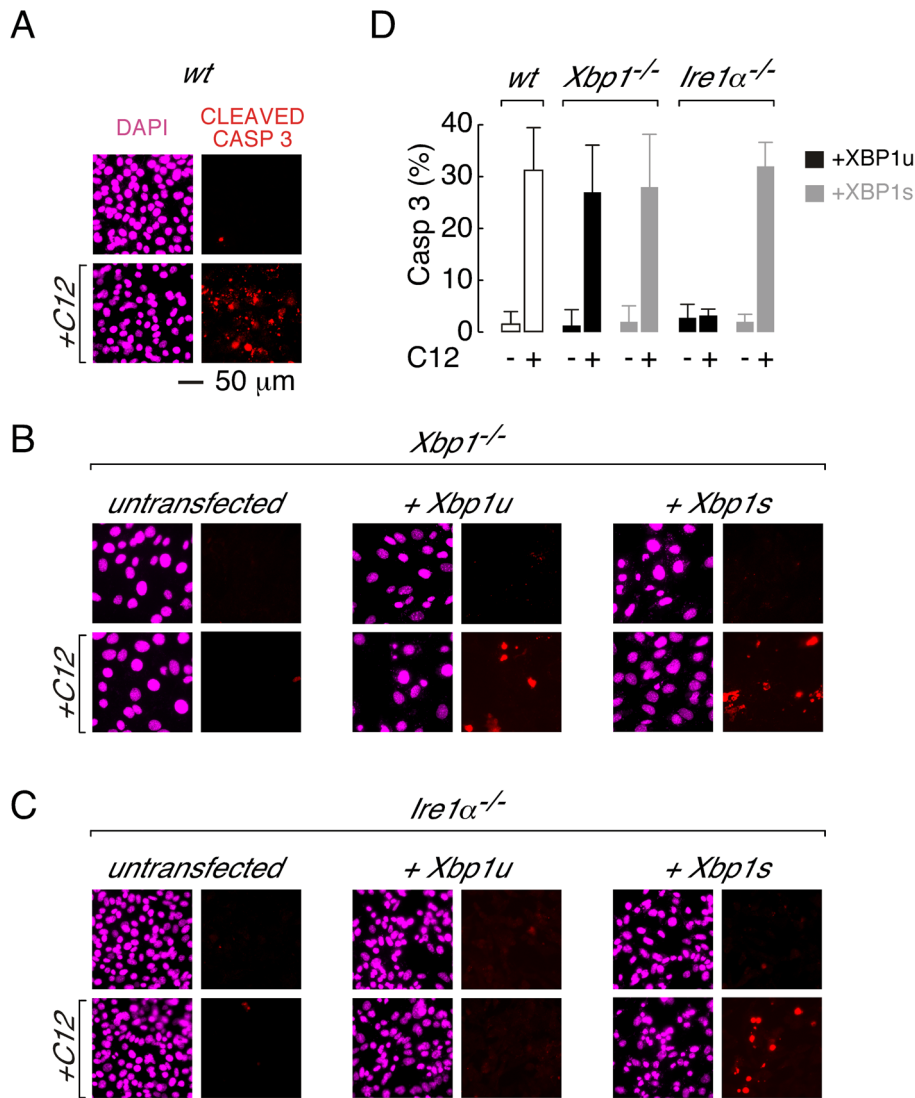 A
wt
DAPI
CLEAVED
CASP 3
+C12
50 μm
D
wt
Xbp1-/-
Ire1α-/-
40
30
20
10
0
Casp 3 (%)
C12
- + - + - + - + - +
+XBP1u
+XBP1s
B
Xbp1-/-
untransfected
+ Xbp1u
+ Xbp1s
+C12
C
Ire1α-/-
untransfected
+ Xbp1u
+ Xbp1s
+C12